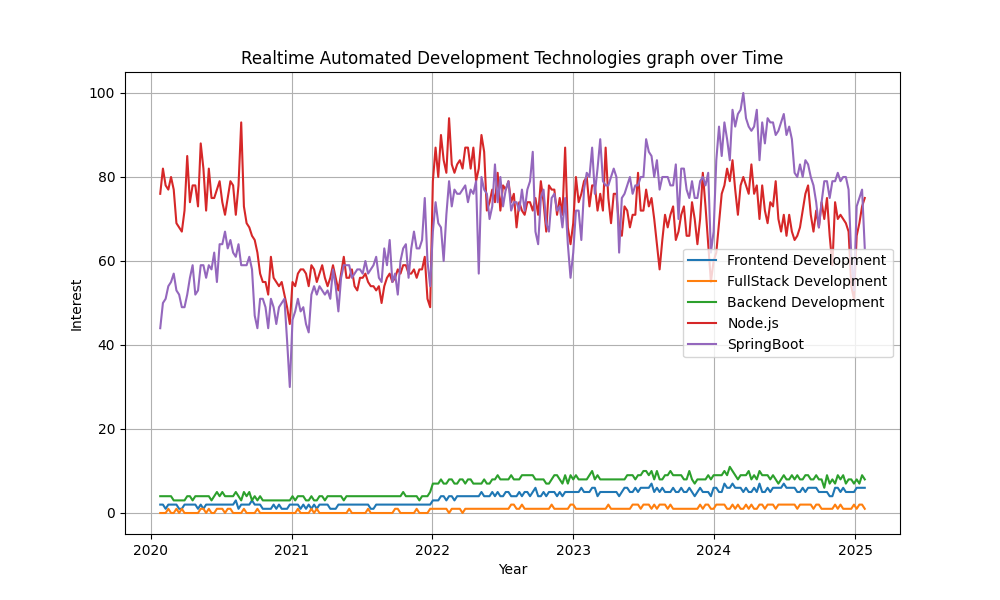 Realtime Automated Development Technologies graph over Time
100
80
60
40
20
0
Interest
2020
2021
2022
2023
2024
2025
Year
Frontend Development
FullStack Development
Backend Development
Node.js
SpringBoot